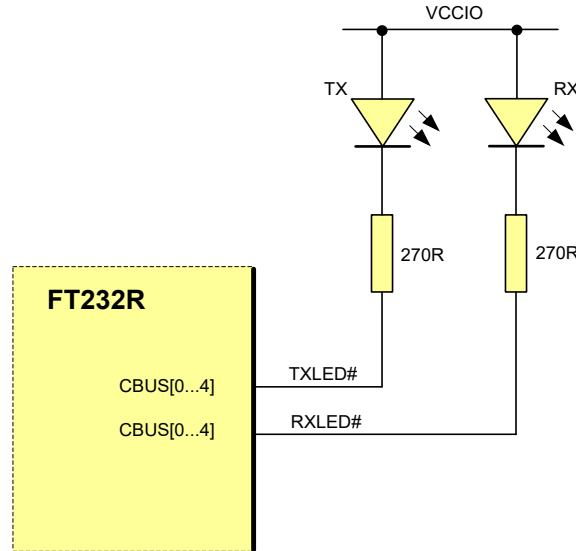 VCCIO
TX
RX
270R
270R
FT232R
TXLED#
CBUS[0...4]
RXLED#
CBUS[0...4]